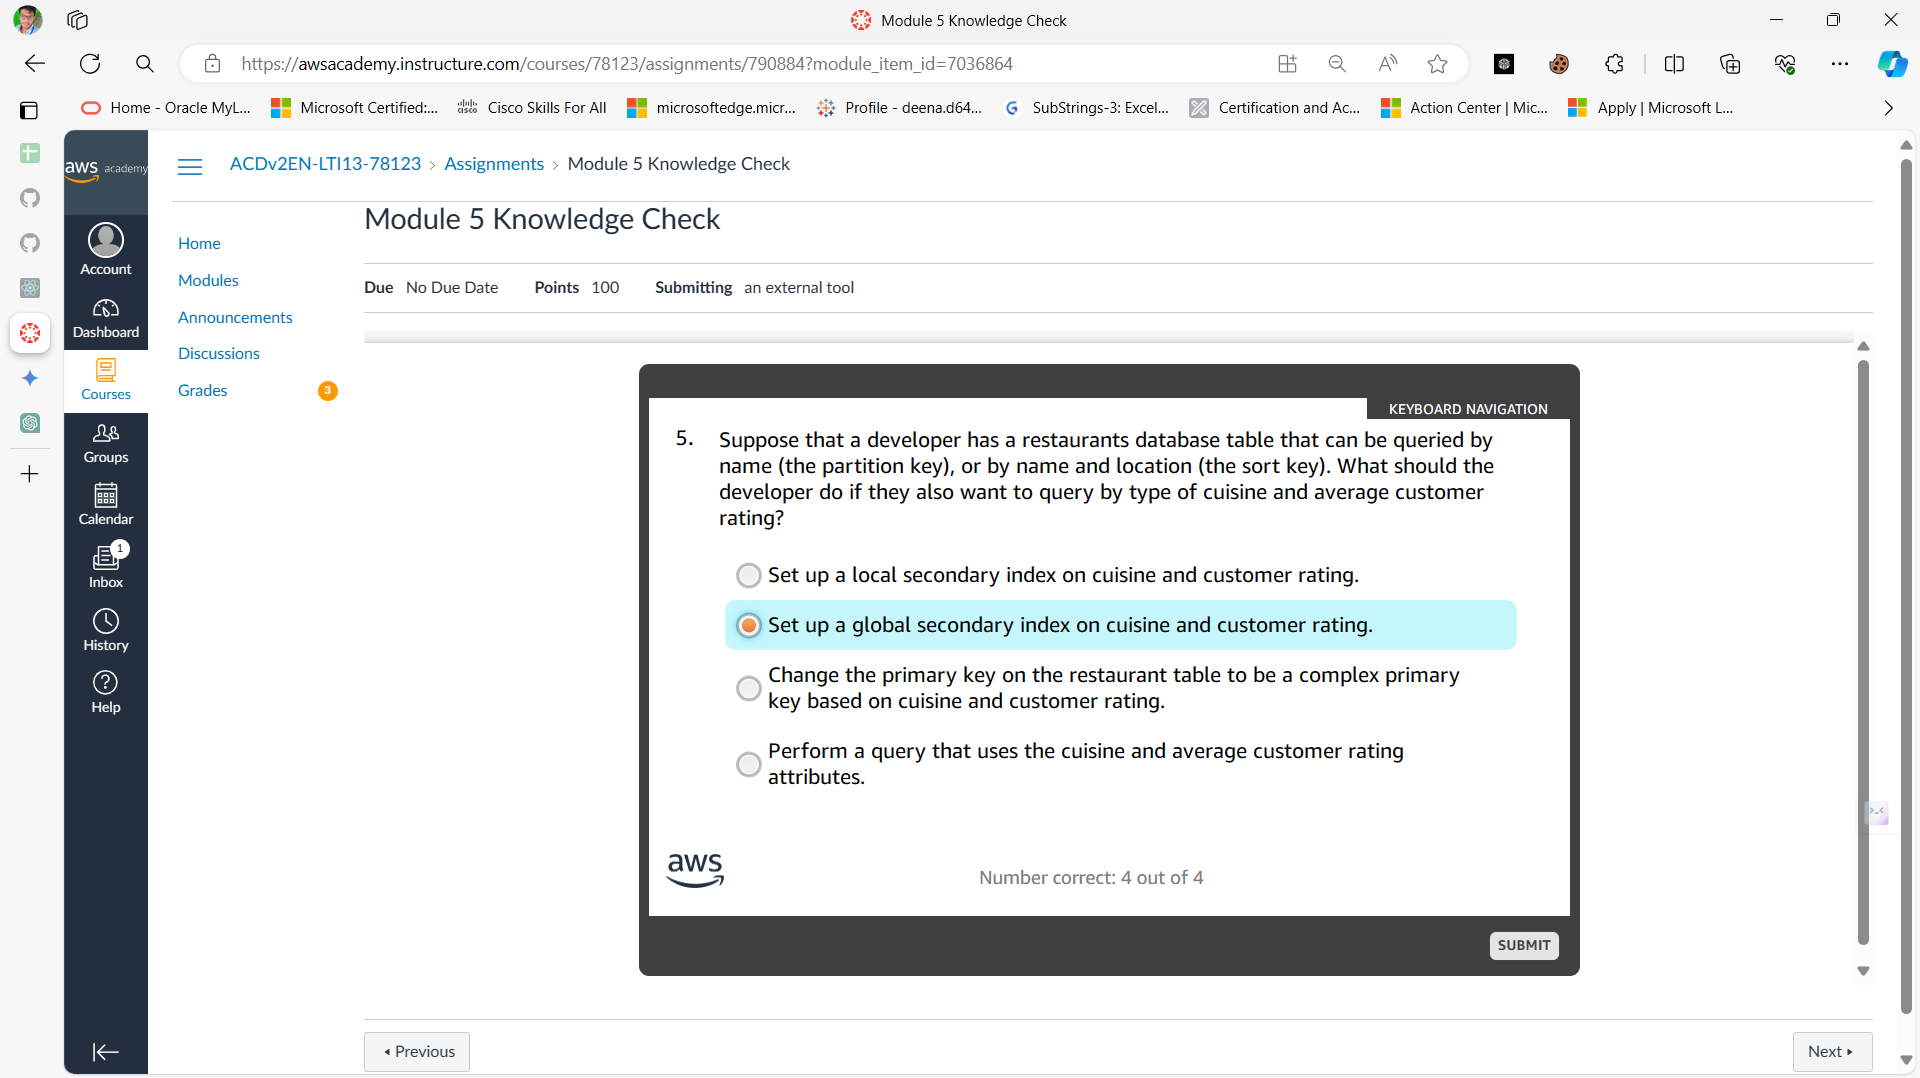 Module 5 Knowledge Check
https://awsacademy.instructure.com/courses/78123/assignments/790884?module_item_id=7036864
Home - Oracle MyL...
Microsoft Certified:...
Cisco Skills For All
microsoftedge.micr...
Profile - deena.d64...
SubStrings-3: Excel...
Certification and Ac...
Action Center | Mic...
Apply | Microsoft L...
aws academy
ACDv2EN-LTI13-78123 › Assignments › Module 5 Knowledge Check
Account
Dashboard
Courses
Groups
Calendar
1
Inbox
History
Help
Home
Modules
Announcements
Discussions
Grades 3
Module 5 Knowledge Check
Due No Due Date Points 100 Submitting an external tool
KEYBOARD NAVIGATION
5. Suppose that a developer has a restaurants database table that can be queried by
name (the partition key), or by name and location (the sort key). What should the
developer do if they also want to query by type of cuisine and average customer
rating?
Set up a local secondary index on cuisine and customer rating.
Set up a global secondary index on cuisine and customer rating.
Change the primary key on the restaurant table to be a complex primary
key based on cuisine and customer rating.
Perform a query that uses the cuisine and average customer rating
attributes.
aws
Number correct: 4 out of 4
SUBMIT
Previous
Next